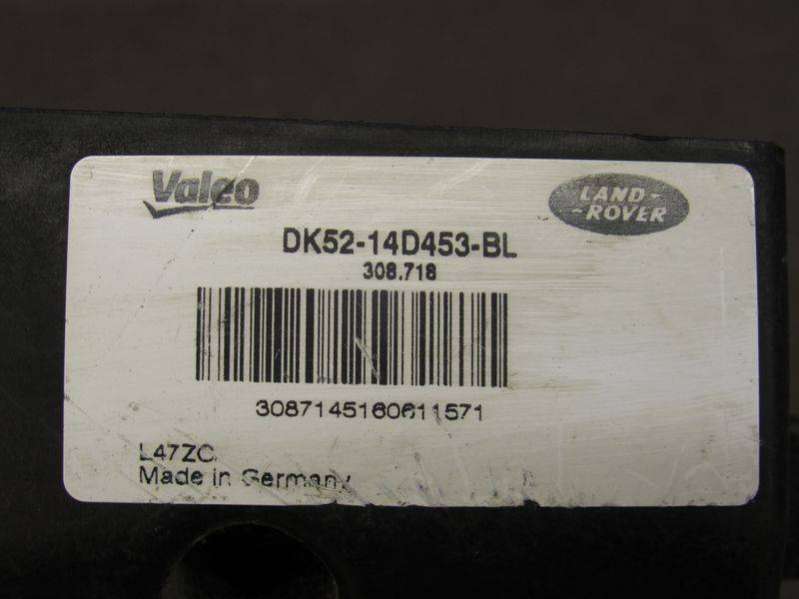 Valeo
LAND-
-ROVER
DK52-14D453-BL
308.718
3087145160611571
L47ZC
Made in Germany